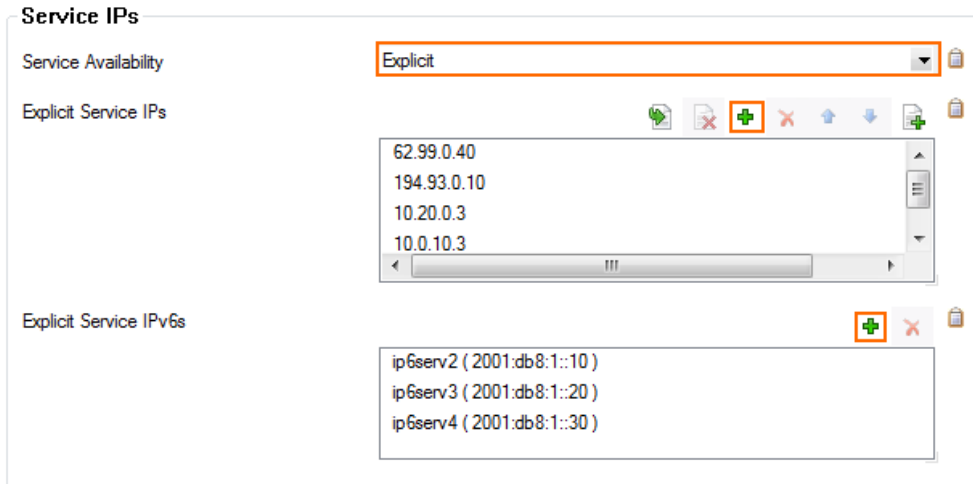 Service IPs
Service Availability Explicit
Explicit Service IPs
62.99.0.40
194.93.0.10
10.20.0.3
10.0.10.3
Explicit Service IPv6s
ip6serv2 ( 2001:db8:1::10 )
ip6serv3 ( 2001:db8:1::20 )
ip6serv4 ( 2001:db8:1::30 )